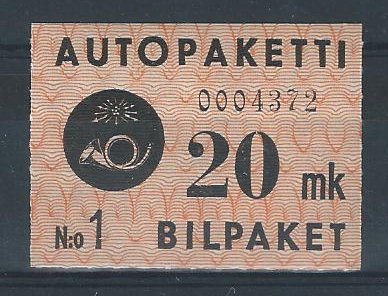 AUTOPAKETTI
0004372
20 mk
N:o 1
BILPAKET